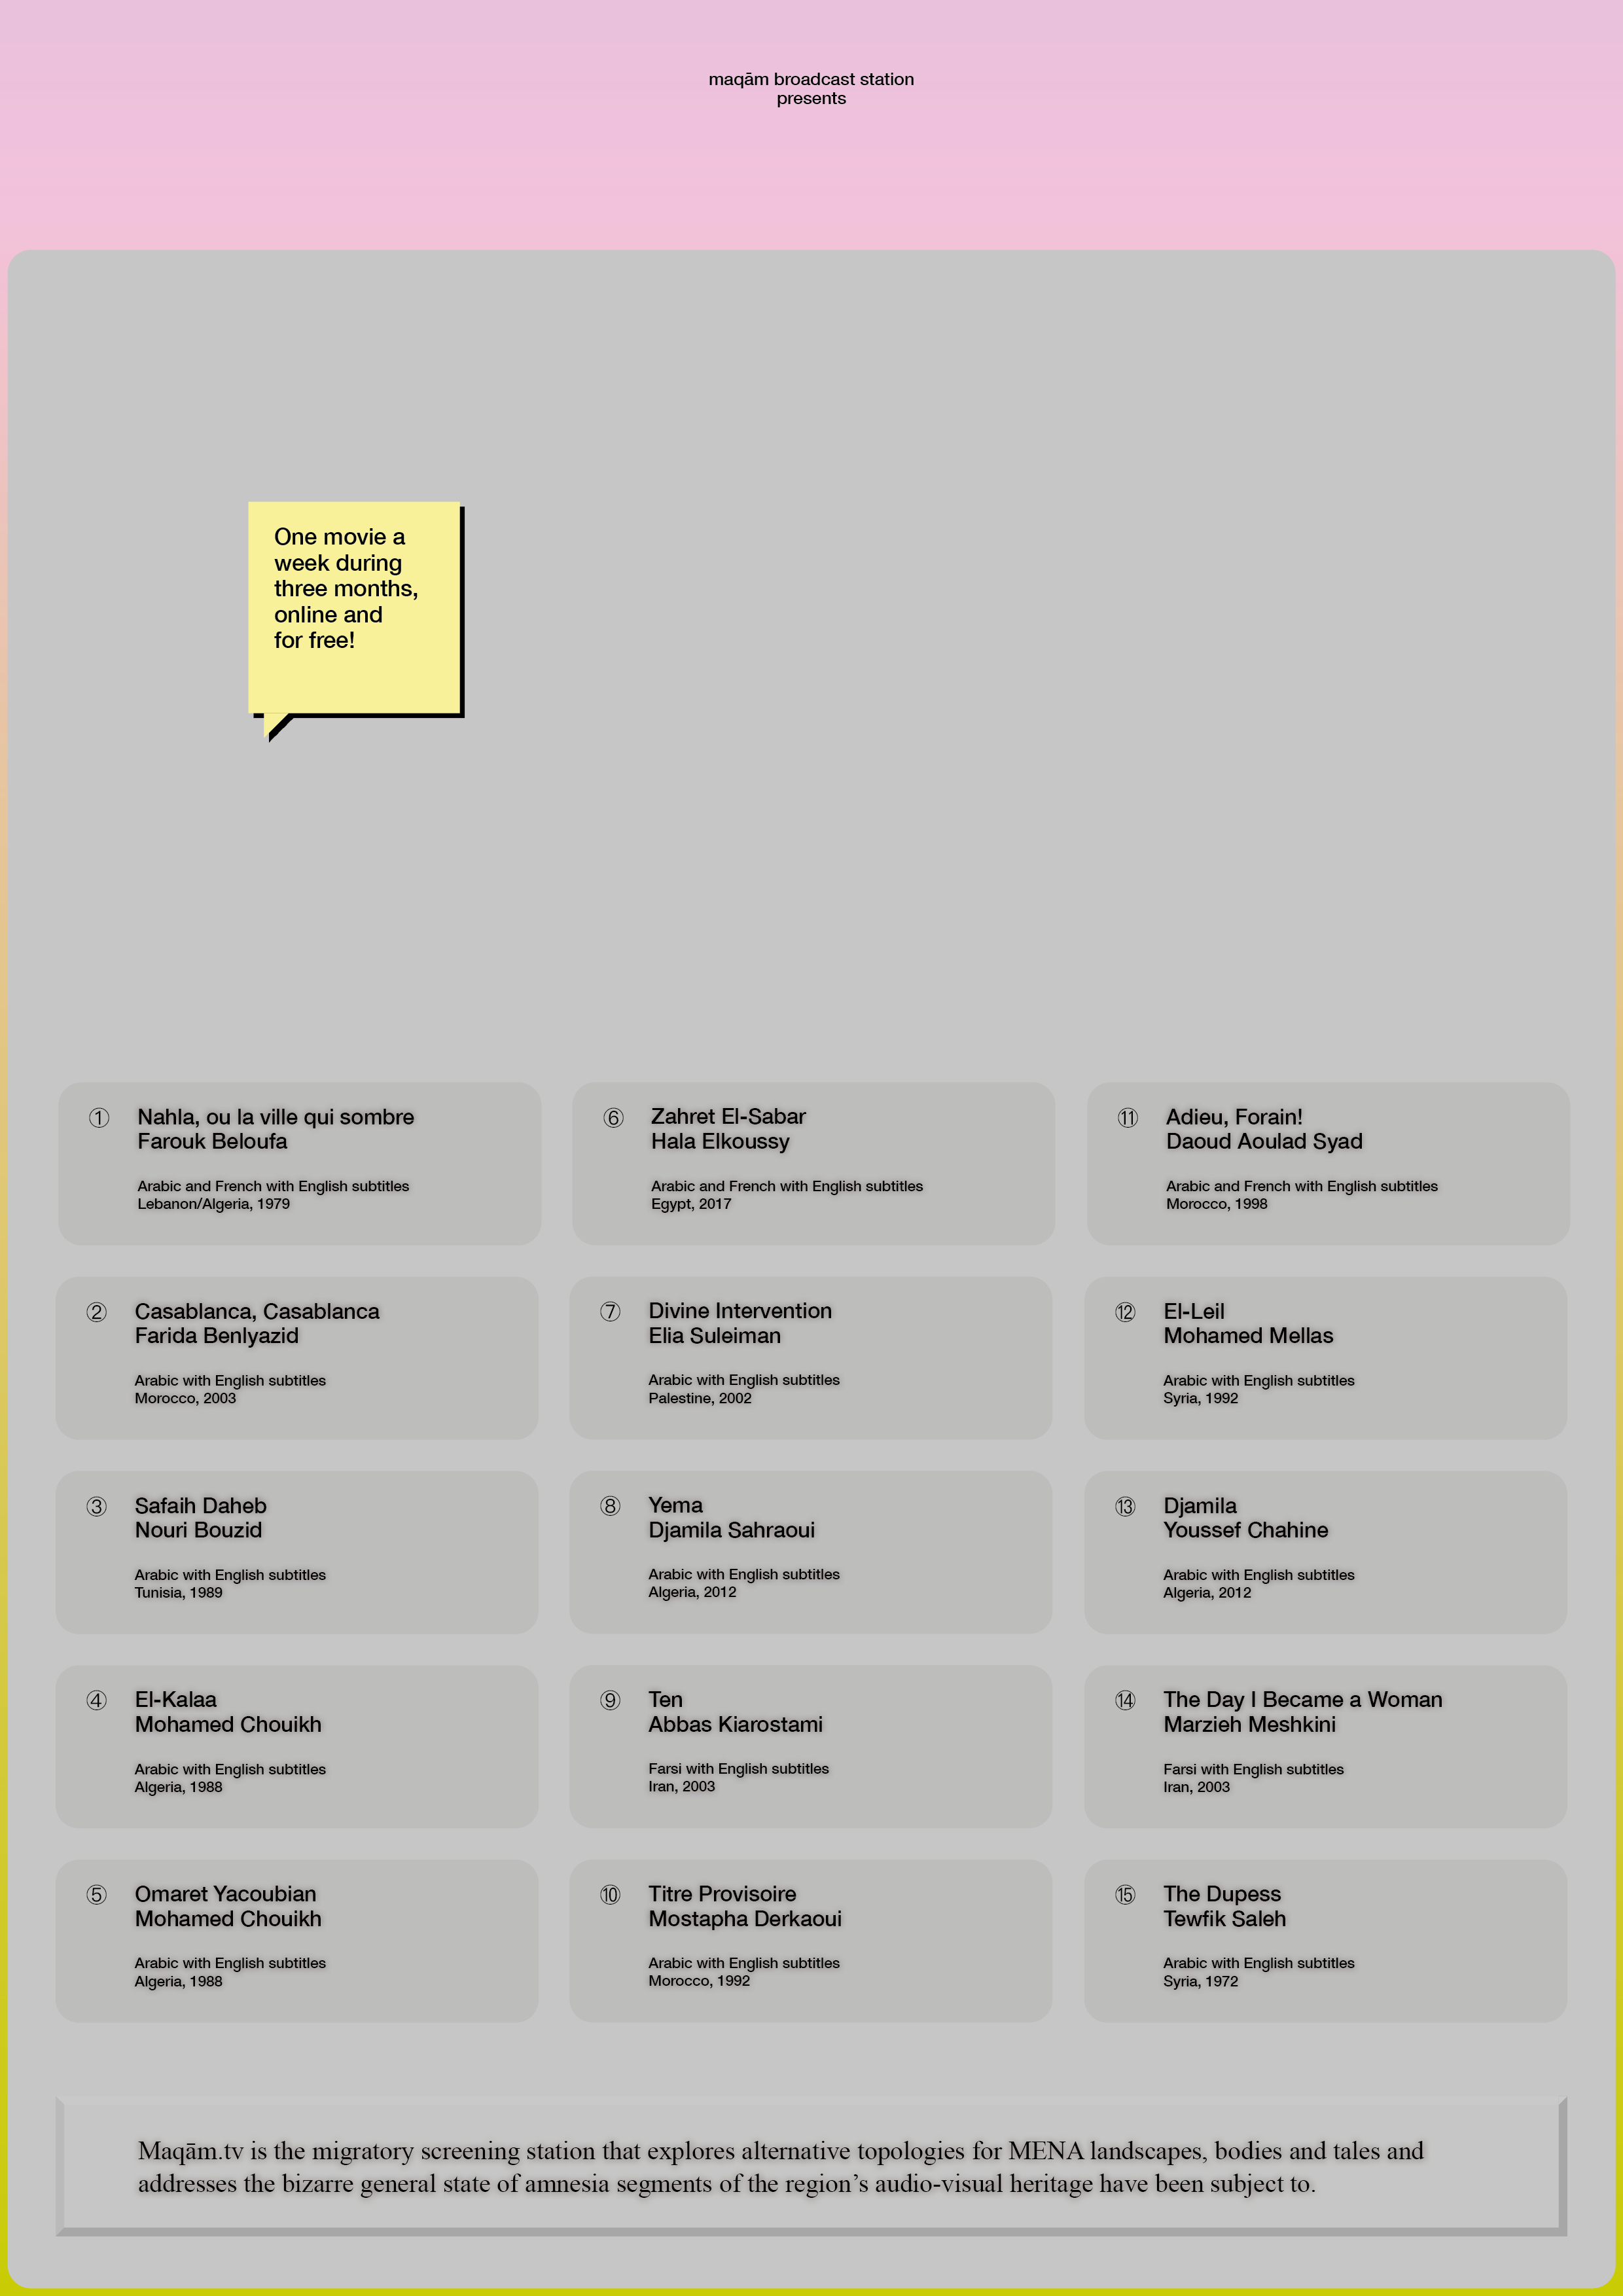 maqām broadcast station
presents
One movie a
week during
three months,
online and
for free!
① Nahla, ou la ville qui sombre
Farouk Beloufa
Arabic and French with English subtitles
Lebanon/Algeria, 1979
② Casablanca, Casablanca
Farida Benlyazid
Arabic with English subtitles
Morocco, 2003
③ Safaih Daheb
Nouri Bouzid
Arabic with English subtitles
Tunisia, 1989
④ El-Kalaa
Mohamed Chouikh
Arabic with English subtitles
Algeria, 1988
⑤ Omaret Yacoubian
Mohamed Chouikh
Arabic with English subtitles
Algeria, 1988
⑥ Zahret El-Sabar
Hala Elkoussy
Arabic and French with English subtitles
Egypt, 2017
⑦ Divine Intervention
Elia Suleiman
Arabic with English subtitles
Palestine, 2002
⑧ Yema
Djamila Sahraoui
Arabic with English subtitles
Algeria, 2012
⑨ Ten
Abbas Kiarostami
Farsi with English subtitles
Iran, 2003
⑩ Titre Provisoire
Mostapha Derkaoui
Arabic with English subtitles
Morocco, 1992
⑪ Adieu, Forain!
Daoud Aoulad Syad
Arabic and French with English subtitles
Morocco, 1998
⑫ El-Leil
Mohamed Mellas
Arabic with English subtitles
Syria, 1992
⑬ Djamila
Youssef Chahine
Arabic with English subtitles
Algeria, 2012
⑭ The Day I Became a Woman
Marzieh Meshkini
Farsi with English subtitles
Iran, 2003
⑮ The Dupess
Tewfik Saleh
Arabic with English subtitles
Syria, 1972
Maqām.tv is the migratory screening station that explores alternative topologies for MENA landscapes, bodies and tales and
addresses the bizarre general state of amnesia segments of the region’s audio-visual heritage have been subject to.